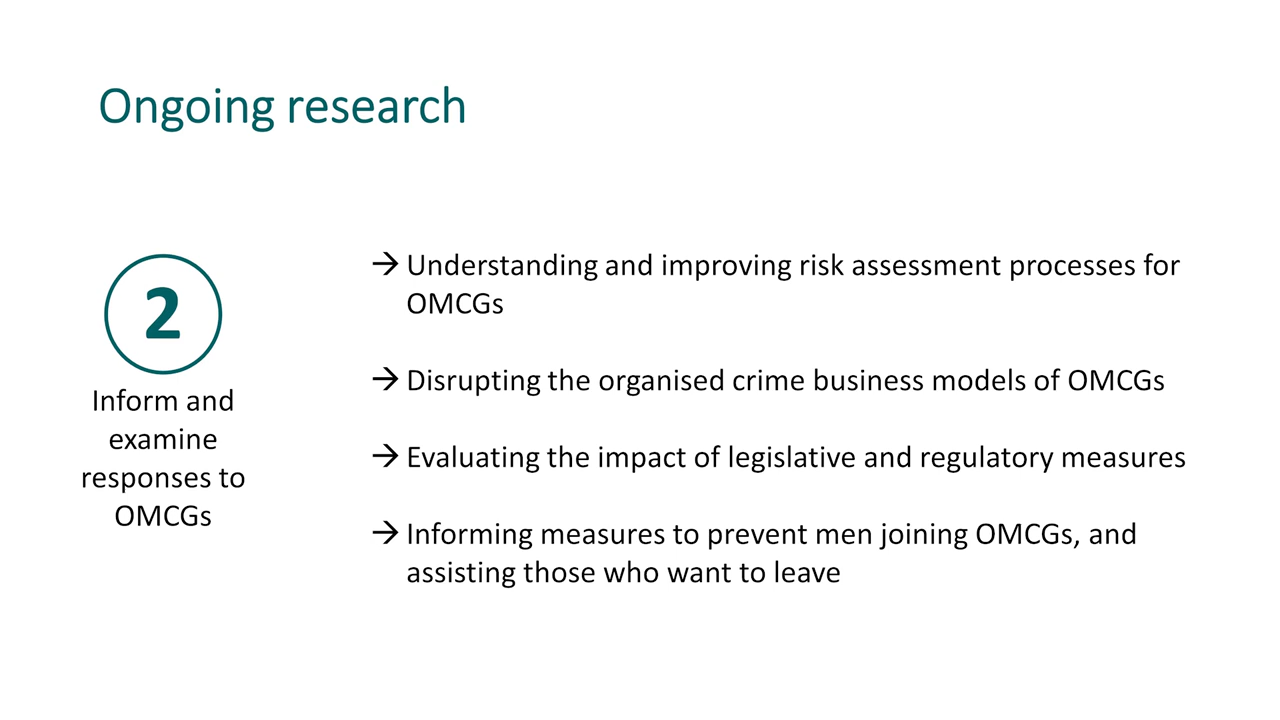 Ongoing research
2
Inform and
examine
responses to
OMCGs
→ Understanding and improving risk assessment processes for
OMCGs
→ Disrupting the organised crime business models of OMCGs
→ Evaluating the impact of legislative and regulatory measures
→ Informing measures to prevent men joining OMCGs, and
assisting those who want to leave